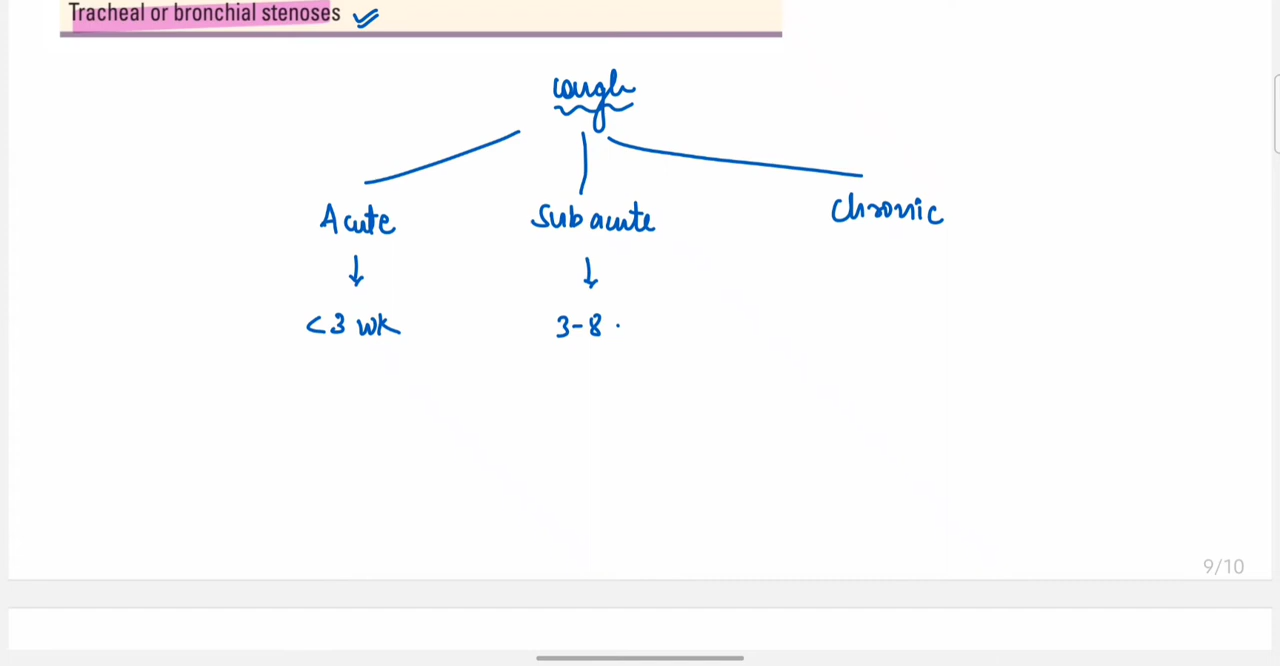 Tracheal or bronchial stenoses
cough
Acute Subacute Chronic
↓ ↓
<3 wk 3-8 .
9/10